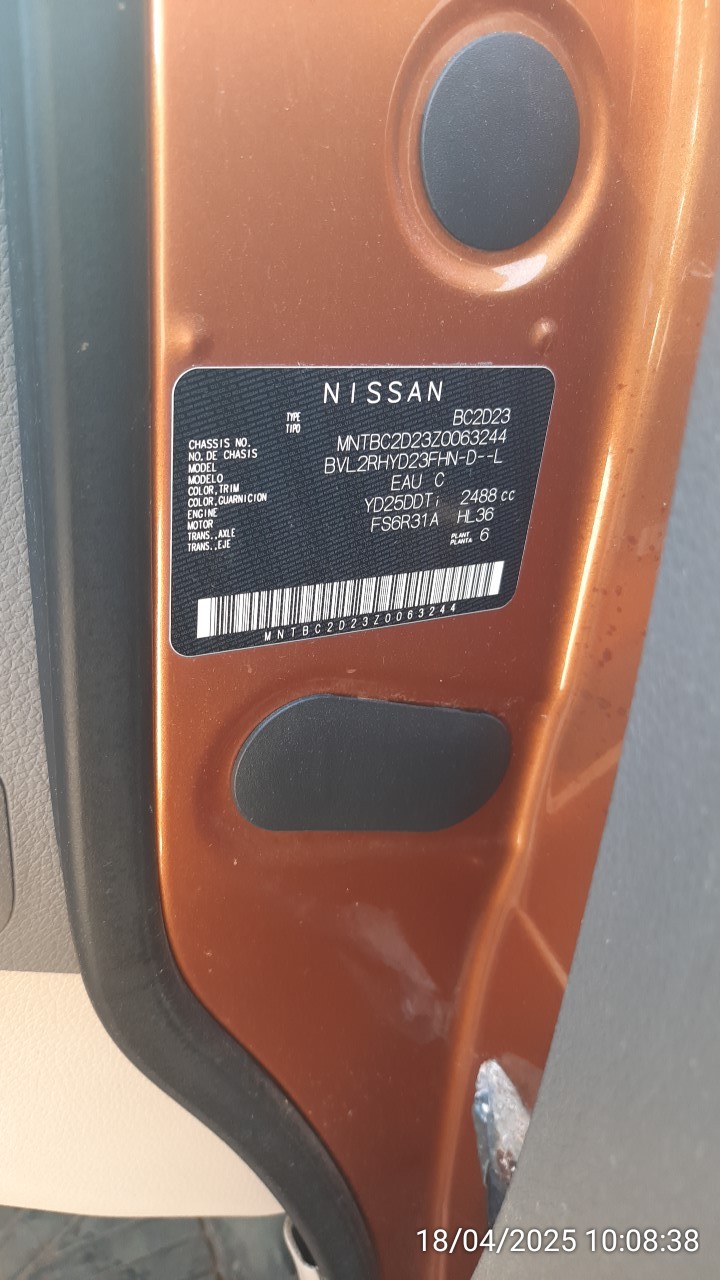 NISSAN
TYPE
TIPO
BC2D23
CHASSIS NO.
NO. DE CHASIS
MNTBC2D23Z0063244
MODEL
MODELO
BVL2RHYD23FHN-D--L
COLOR,TRIM
COLOR,GUARNICION
EAU C
ENGINE
MOTOR
YD25DDTi 2488 cc
TRANS.,AXLE
TRANS.,EJE
FS6R31A HL36
PLANT
PLANTA
6
MNTBC2D23Z0063244
18/04/2025 10:08:38